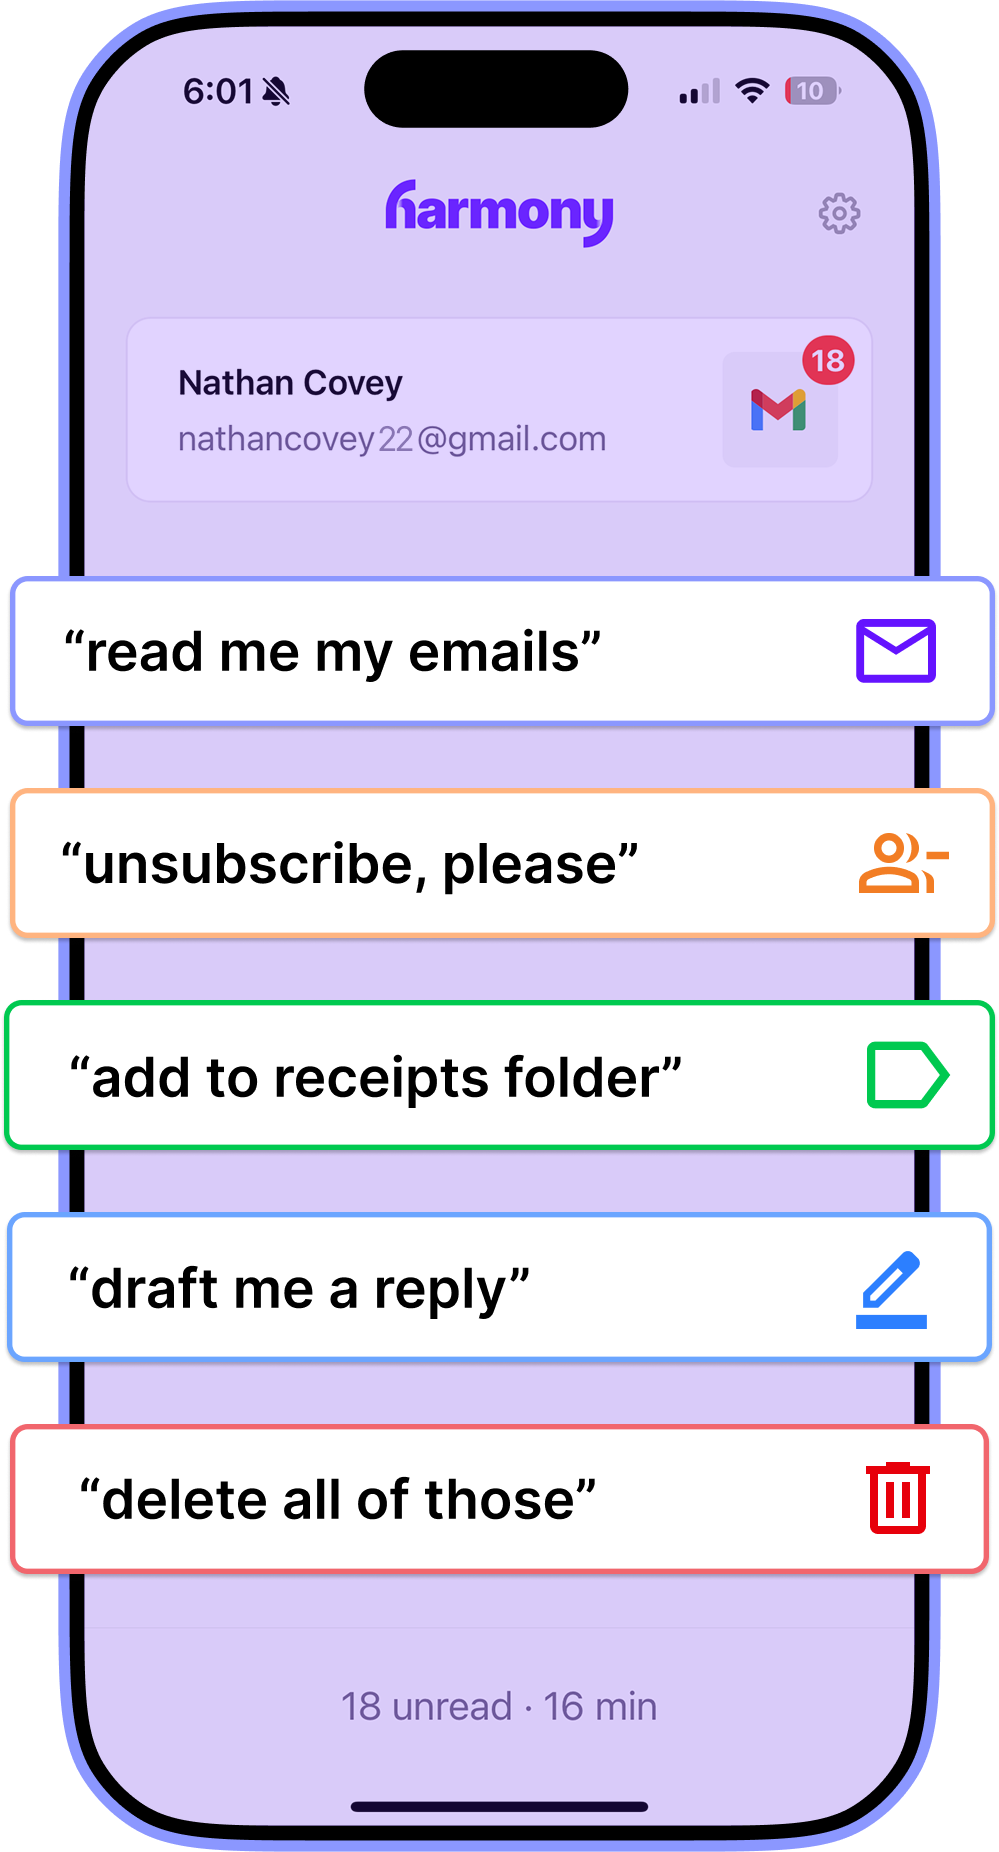 6:01
10
harmony
18
Nathan Covey
nathancovey22@gmail.com
“read me my emails”
“unsubscribe, please”
“add to receipts folder”
“draft me a reply”
“delete all of those”
18 unread · 16 min